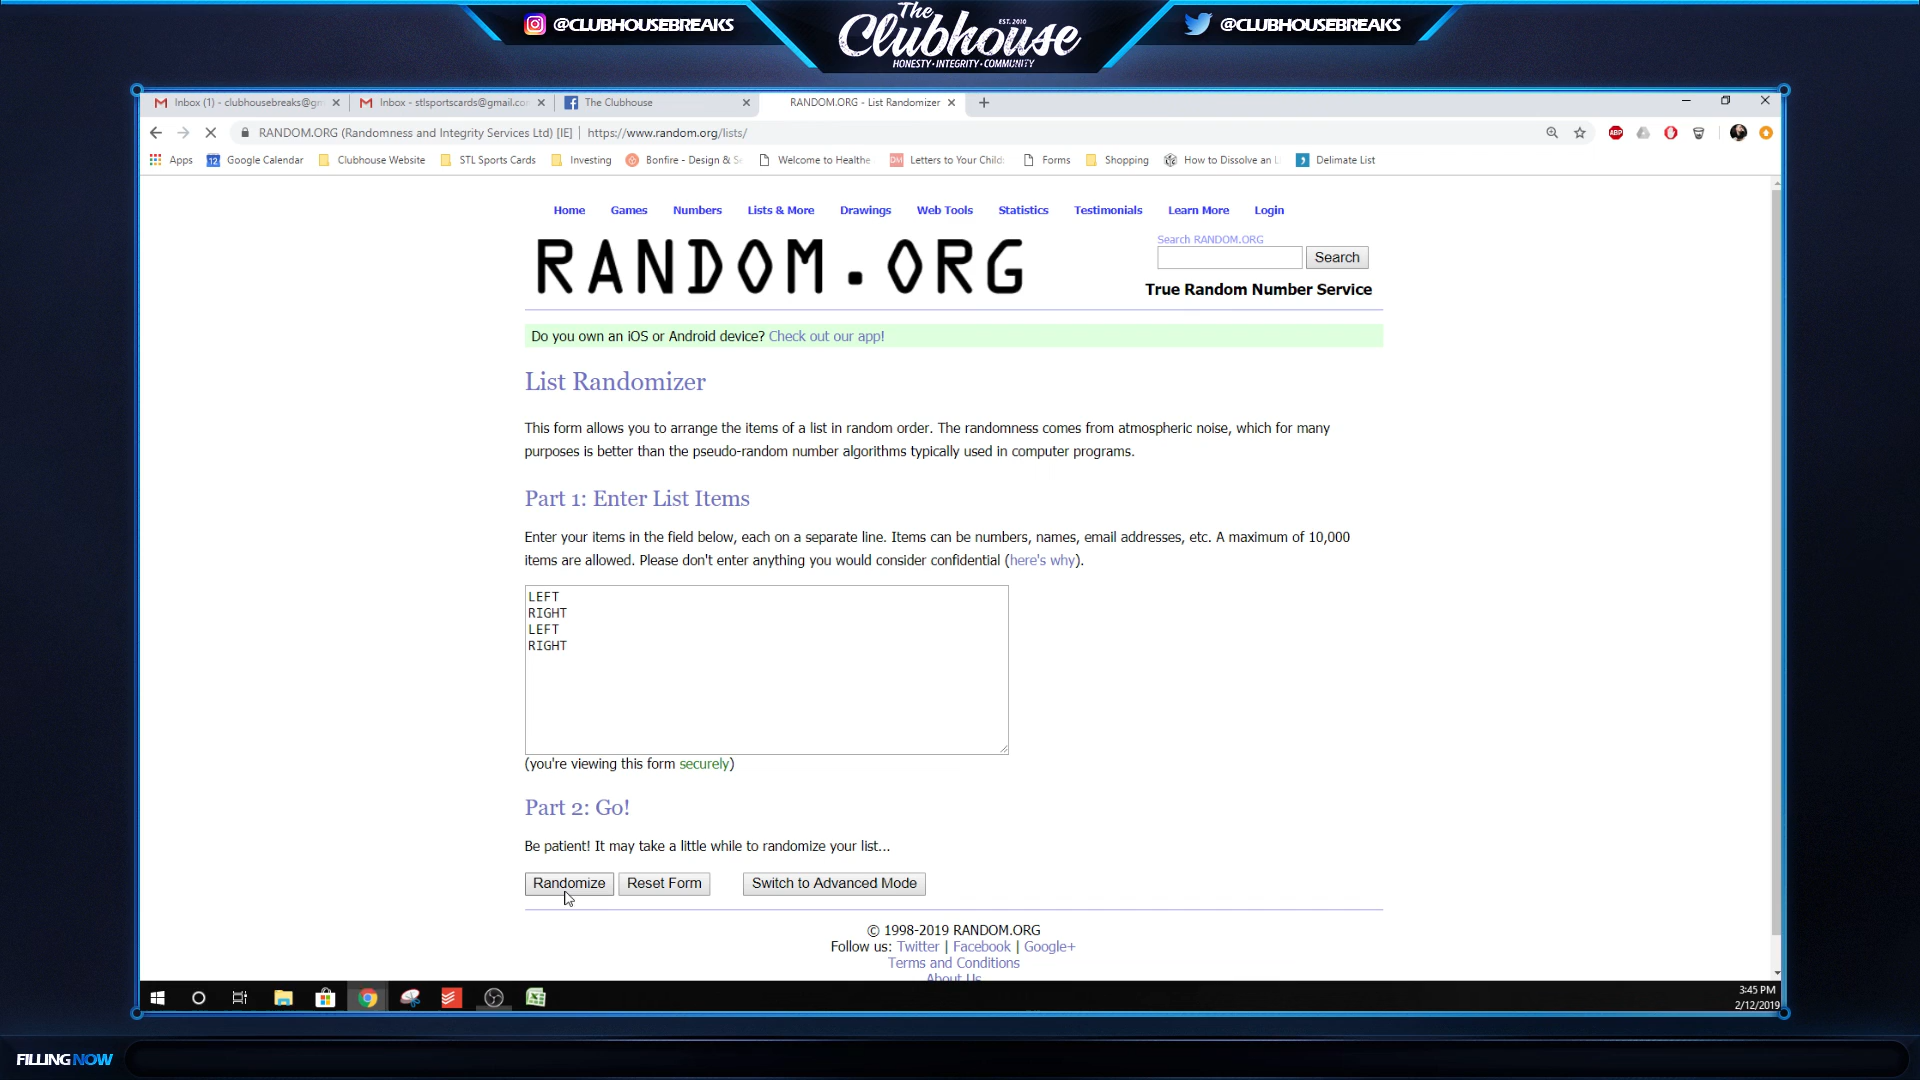 @CLUBHOUSEBREAKS
The
Clubhouse
EST. 2010
HONESTY·INTEGRITY·COMMUNITY
@CLUBHOUSEBREAKS
Inbox (1) - clubhousebreaks@gm
Inbox - stlsportscards@gmail.co
The Clubhouse
RANDOM.ORG - List Randomizer
RANDOM.ORG (Randomness and Integrity Services Ltd) [IE] | https://www.random.org/lists/
Apps
Google Calendar
Clubhouse Website
STL Sports Cards
Investing
Bonfire - Design & S
Welcome to Healthe
Letters to Your Child
Forms
Shopping
How to Dissolve an L
Delimate List
Home Games Numbers Lists & More Drawings Web Tools Statistics Testimonials Learn More Login
RANDOM.ORG
Search RANDOM.ORG
Search
True Random Number Service
Do you own an iOS or Android device? Check out our app!
List Randomizer
This form allows you to arrange the items of a list in random order. The randomness comes from atmospheric noise, which for many
purposes is better than the pseudo-random number algorithms typically used in computer programs.
Part 1: Enter List Items
Enter your items in the field below, each on a separate line. Items can be numbers, names, email addresses, etc. A maximum of 10,000
items are allowed. Please don't enter anything you would consider confidential (here's why).
LEFT
RIGHT
LEFT
RIGHT
(you're viewing this form securely)
Part 2: Go!
Be patient! It may take a little while to randomize your list...
Randomize Reset Form Switch to Advanced Mode
© 1998-2019 RANDOM.ORG
Follow us: Twitter | Facebook | Google+
Terms and Conditions
About Us
3:45 PM
2/12/2019
FILLING NOW